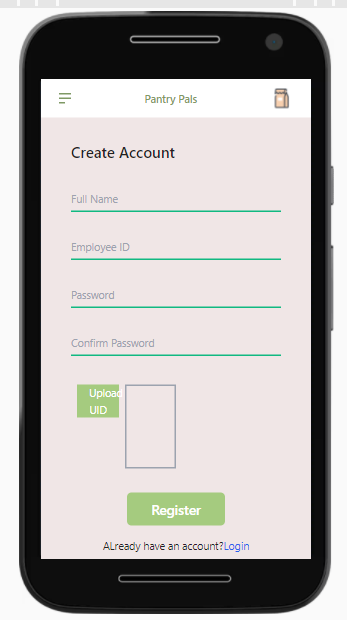 Pantry Pals
Create Account
Full Name
Employee ID
Password
Confirm Password
Upload
UID
Register
ALready have an account?Login